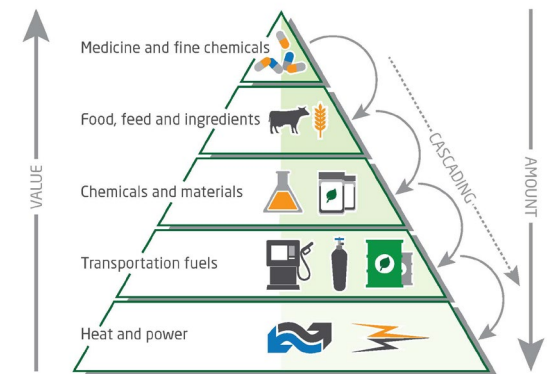 Medicine and fine chemicals
Food, feed and ingredients
Chemicals and materials
Transportation fuels
Heat and power
VALUE
CASCADING
AMOUNT